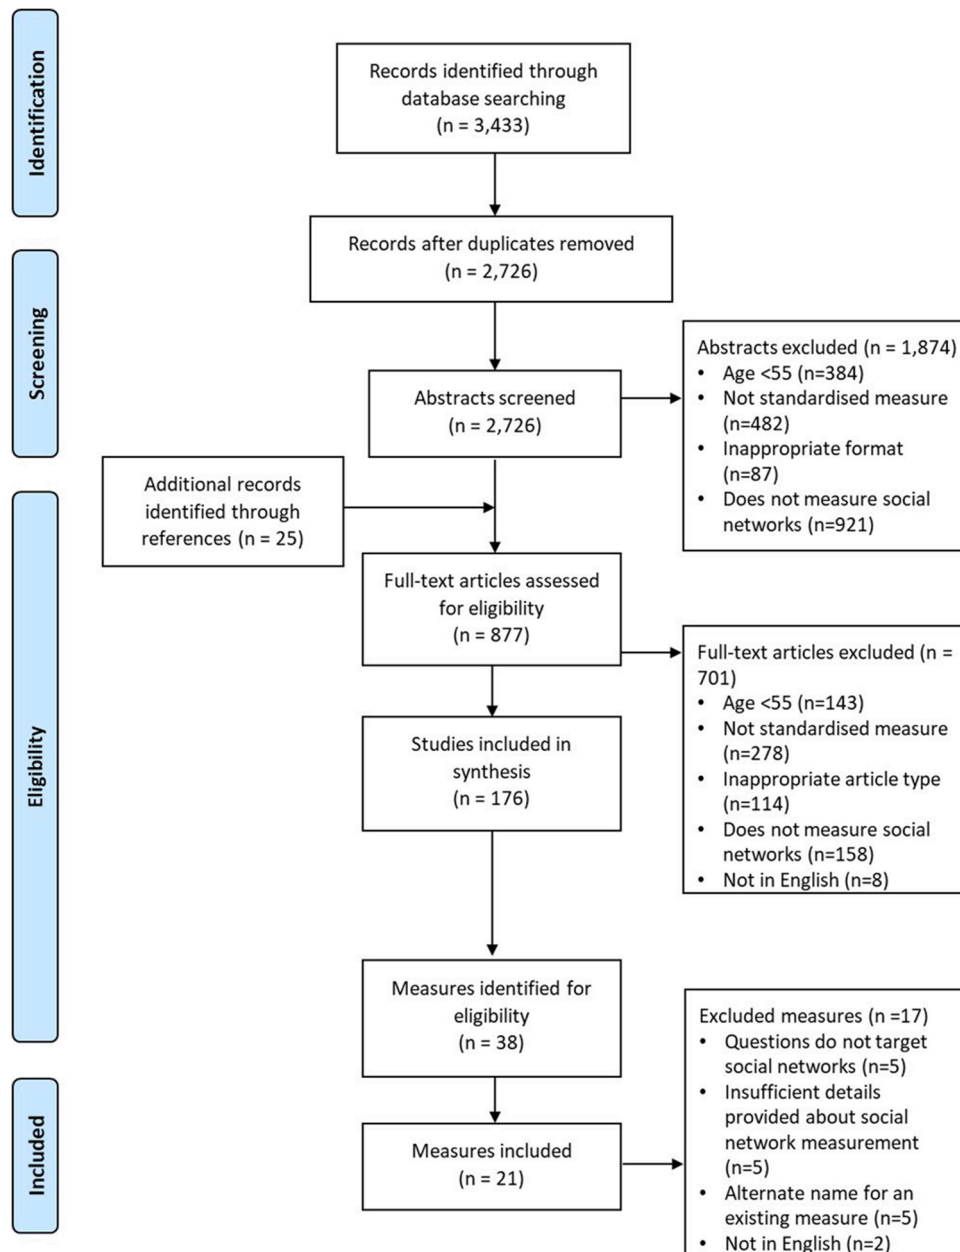 Identification
Records identified through
database searching
(n = 3,433)
Records after duplicates removed
(n = 2,726)
Screening
Abstracts screened
(n = 2,726)
Abstracts excluded (n = 1,874)
• Age <55 (n=384)
• Not standardised measure
(n=482)
• Inappropriate format
(n=87)
• Does not measure social
networks (n=921)
Additional records
identified through
references (n = 25)
Eligibility
Full-text articles assessed
for eligibility
(n = 877)
Full-text articles excluded (n =
701)
• Age <55 (n=143)
• Not standardised measure
(n=278)
• Inappropriate article type
(n=114)
• Does not measure social
networks (n=158)
• Not in English (n=8)
Studies included in
synthesis
(n = 176)
Measures identified for
eligibility
(n = 38)
Included
Measures included
(n = 21)
Excluded measures (n =17)
• Questions do not target
social networks (n=5)
• Insufficient details
provided about social
network measurement
(n=5)
• Alternate name for an
existing measure (n=5)
• Not in English (n=2)